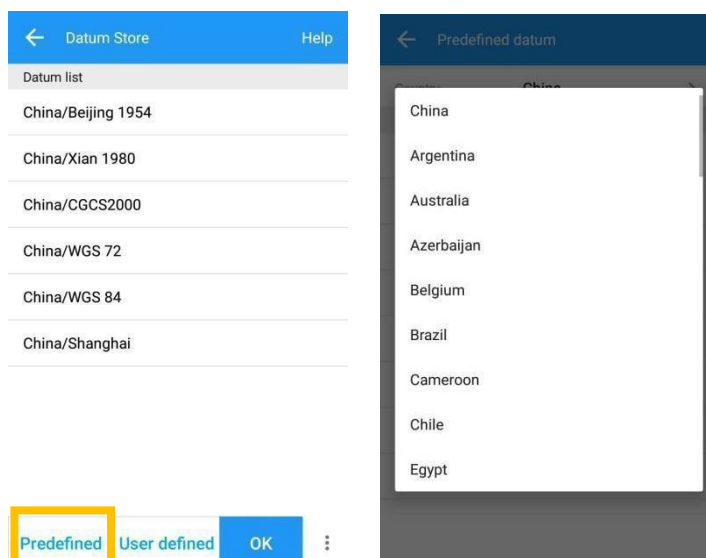 Datum Store
Help
Datum list
China/Beijing 1954
China/Xian 1980
China/CGCS2000
China/WGS 72
China/WGS 84
China/Shanghai
Predefined
User defined
OK
Predefined datum
Country
China
China
Argentina
Australia
Azerbaijan
Belgium
Brazil
Cameroon
Chile
Egypt